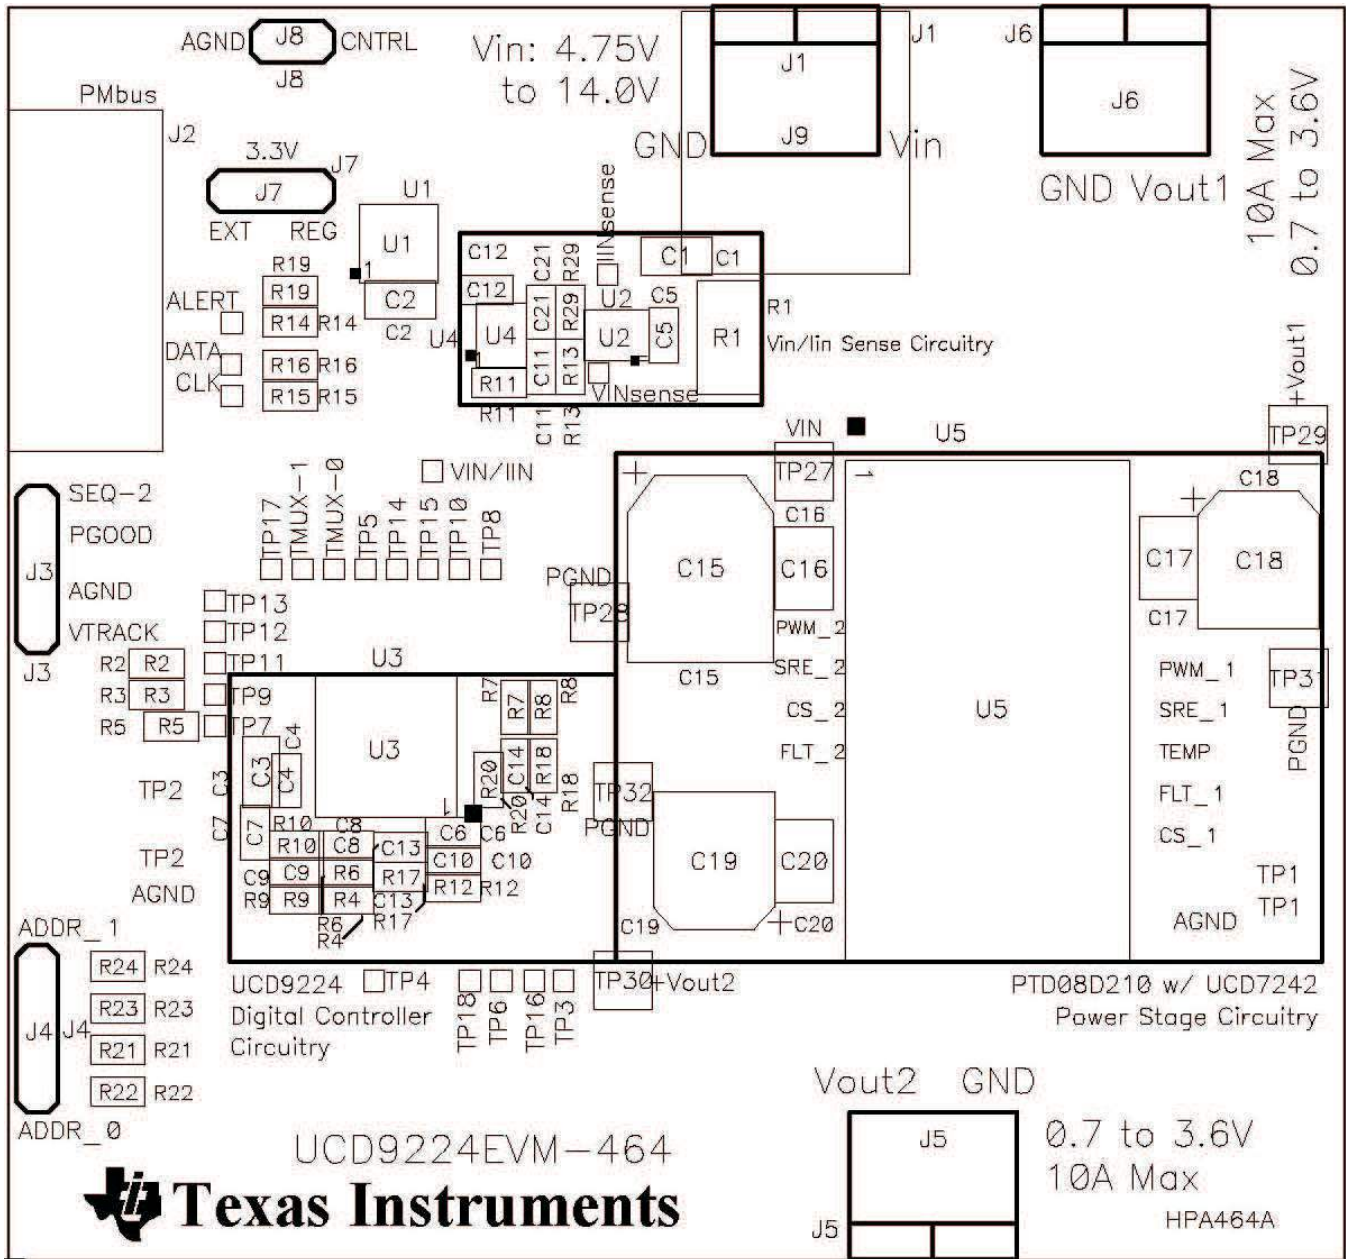 AGND J8 CNTRL
J8
Vin: 4.75V
to 14.0V
J1
J1
J9
GND Vin
J6
J6
GND Vout1
10A Max
0.7 to 3.6V
PMbus
J2
3.3V
J7
J7
EXT REG
U1
U1
1
C2
C2
R19
R19
ALERT
R14 R14
DATA
R16 R16
CLK
R15 R15
C12
C12
C21
C21
R29
R29
IINsense
C1 C1
U2
U2
C5
C5
U4
U4
1
R11
R11
C11
C11
R13
R13
VINsense
R1
R1
Vin/Iin Sense Circuitry
+Vout1
TP29
SEQ-2
PGOOD
J3
AGND
VTRACK
J3
VIN/IIN
TP17
TMUX-1
TMUX-0
TP5
TP14
TP15
TP10
TP8
TP13
TP12
TP11
TP9
TP7
R2 R2
R3 R3
R5 R5
VIN
TP27
U5
1
C15
C15
C16
C16
PGND
TP28
PWM_2
SRE_2
CS_2
FLT_2
U5
C18
C18
C17
C17
PWM_1
SRE_1
TEMP
FLT_1
CS_1
TP31
PGND
TP1
TP1
AGND
U3
U3
1
R7
R7
R8
R8
C4
C3
C3
C4
R20
R20
C14
C14
R18
R18
TP2
C7
C7
R10
R10
C8
C8
C13
C6 C6
TP2
C9 C9
R6
R17
C10 C10
AGND
R9 R9
R4
C13
R12 R12
R6
R4
R17
TP32
PGND
C19
C19
C20
+C20
ADDR_1
R24 R24
R23 R23
J4 J4
R21 R21
R22 R22
ADDR_0
UCD9224
Digital Controller
Circuitry
TP4
TP18
TP6
TP16
TP3
TP30 +Vout2
PTD08D210 w/ UCD7242
Power Stage Circuitry
Vout2 GND
J5
J5
0.7 to 3.6V
10A Max
UCD9224EVM-464
Texas Instruments
HPA464A